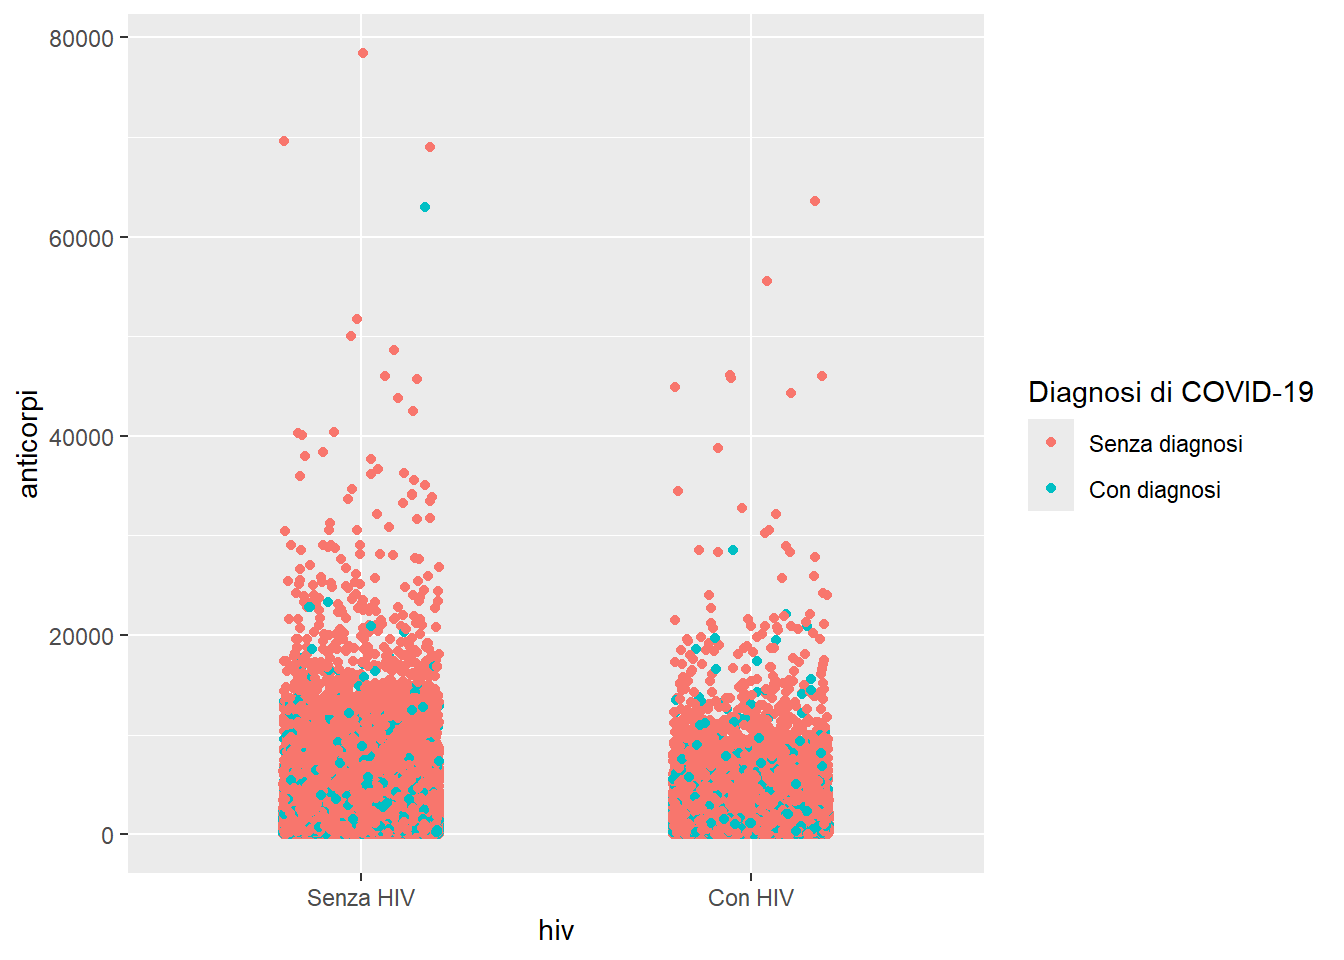 80000
60000
40000
20000
0
anticorpi
Senza HIV
Con HIV
hiv
Diagnosi di COVID-19
Senza diagnosi
Con diagnosi